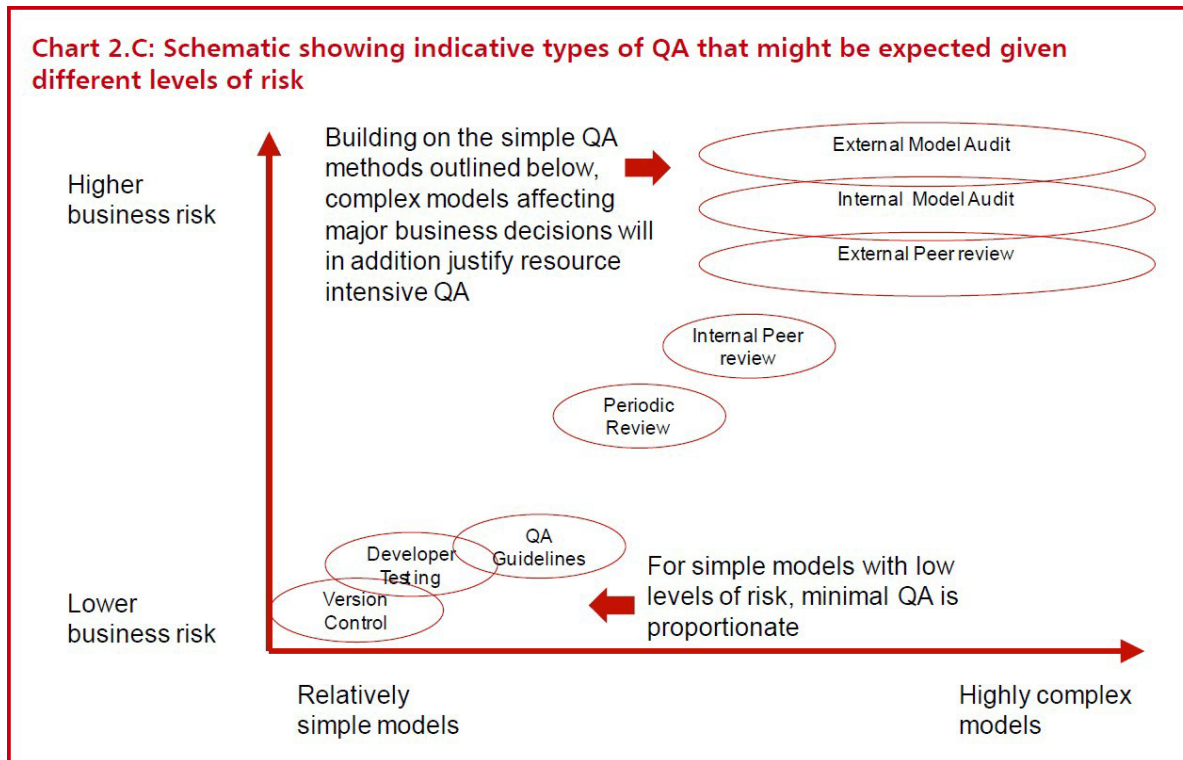 Chart 2.C: Schematic showing indicative types of QA that might be expected given
different levels of risk
Higher
business risk
Building on the simple QA
methods outlined below,
complex models affecting
major business decisions will
in addition justify resource
intensive QA
External Model Audit
Internal Model Audit
External Peer review
Internal Peer
review
Periodic
Review
QA
Guidelines
Developer
Testing
Version
Control
For simple models with low
levels of risk, minimal QA is
proportionate
Lower
business risk
Relatively
simple models
Highly complex
models